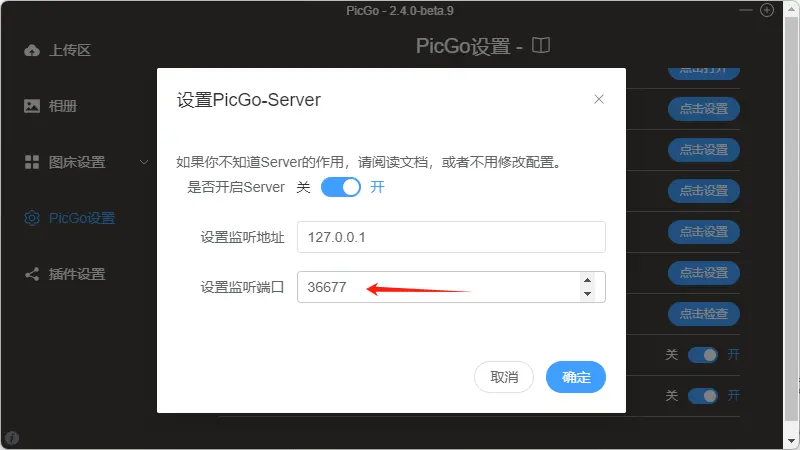 PicGo - 2.4.0-beta.9
上传区
相册
图床设置
PicGo设置
插件设置
PicGo设置 -
点击打开
点击设置
点击设置
点击设置
点击设置
点击设置
点击检查
关 开
关 开
设置PicGo-Server
如果你不知道Server的作用，请阅读文档，或者不用修改配置。
是否开启Server 关 开
设置监听地址 127.0.0.1
设置监听端口 36677
取消 确定